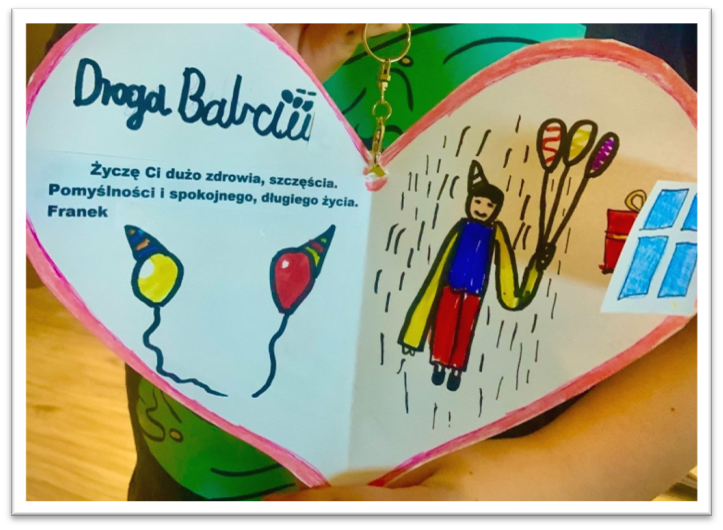 Droga Babciu
Życzę Ci dużo zdrowia, szczęścia.
Pomyślności i spokojnego, długiego życia.
Franek